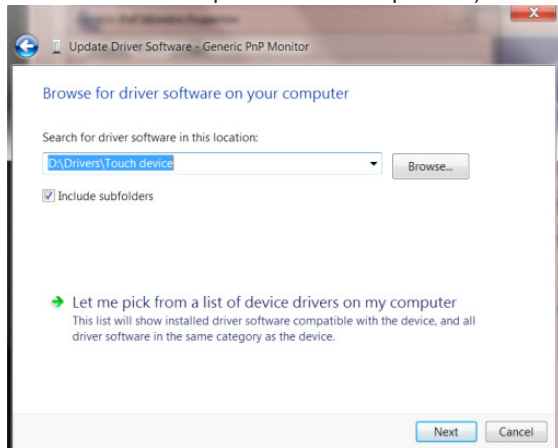 Update Driver Software - Generic PnP Monitor
Browse for driver software on your computer
Search for driver software in this location:
D:\Drivers\Touch device
Browse...
Include subfolders
Let me pick from a list of device drivers on my computer
This list will show installed driver software compatible with the device, and all
driver software in the same category as the device.
Next Cancel